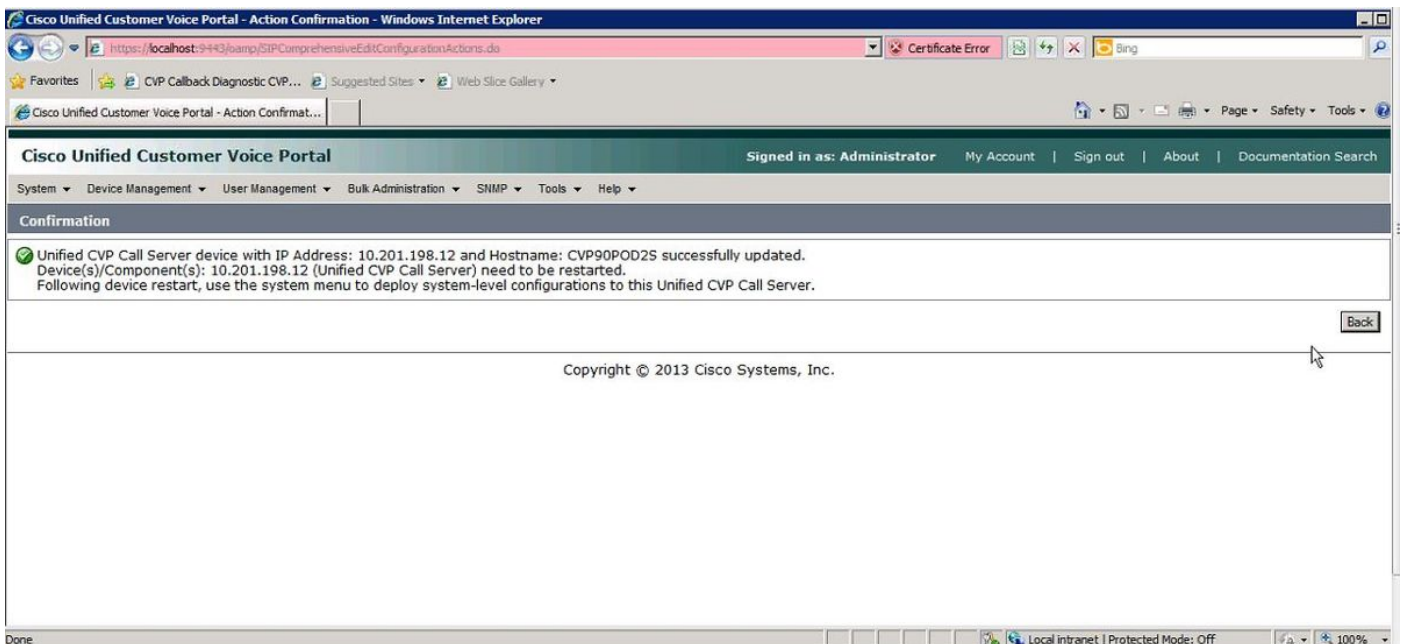 Cisco Unified Customer Voice Portal - Action Confirmation - Windows Internet Explorer
https://localhost:9443/oamp/SIPComprehensiveEditConfigurationActions.do Certificate Error Bing
Favorites CVP Callback Diagnostic CVP... Suggested Sites Web Slice Gallery
Cisco Unified Customer Voice Portal - Action Confirmat... Page Safety Tools
Cisco Unified Customer Voice Portal Signed in as: Administrator My Account | Sign out | About | Documentation Search
System Device Management User Management Bulk Administration SNMP Tools Help
Confirmation
Unified CVP Call Server device with IP Address: 10.201.198.12 and Hostname: CVP90POD2S successfully updated.
Device(s)/Component(s): 10.201.198.12 (Unified CVP Call Server) need to be restarted.
Following device restart, use the system menu to deploy system-level configurations to this Unified CVP Call Server.
Back
Copyright © 2013 Cisco Systems, Inc.
Done Local intranet | Protected Mode: Off 100%